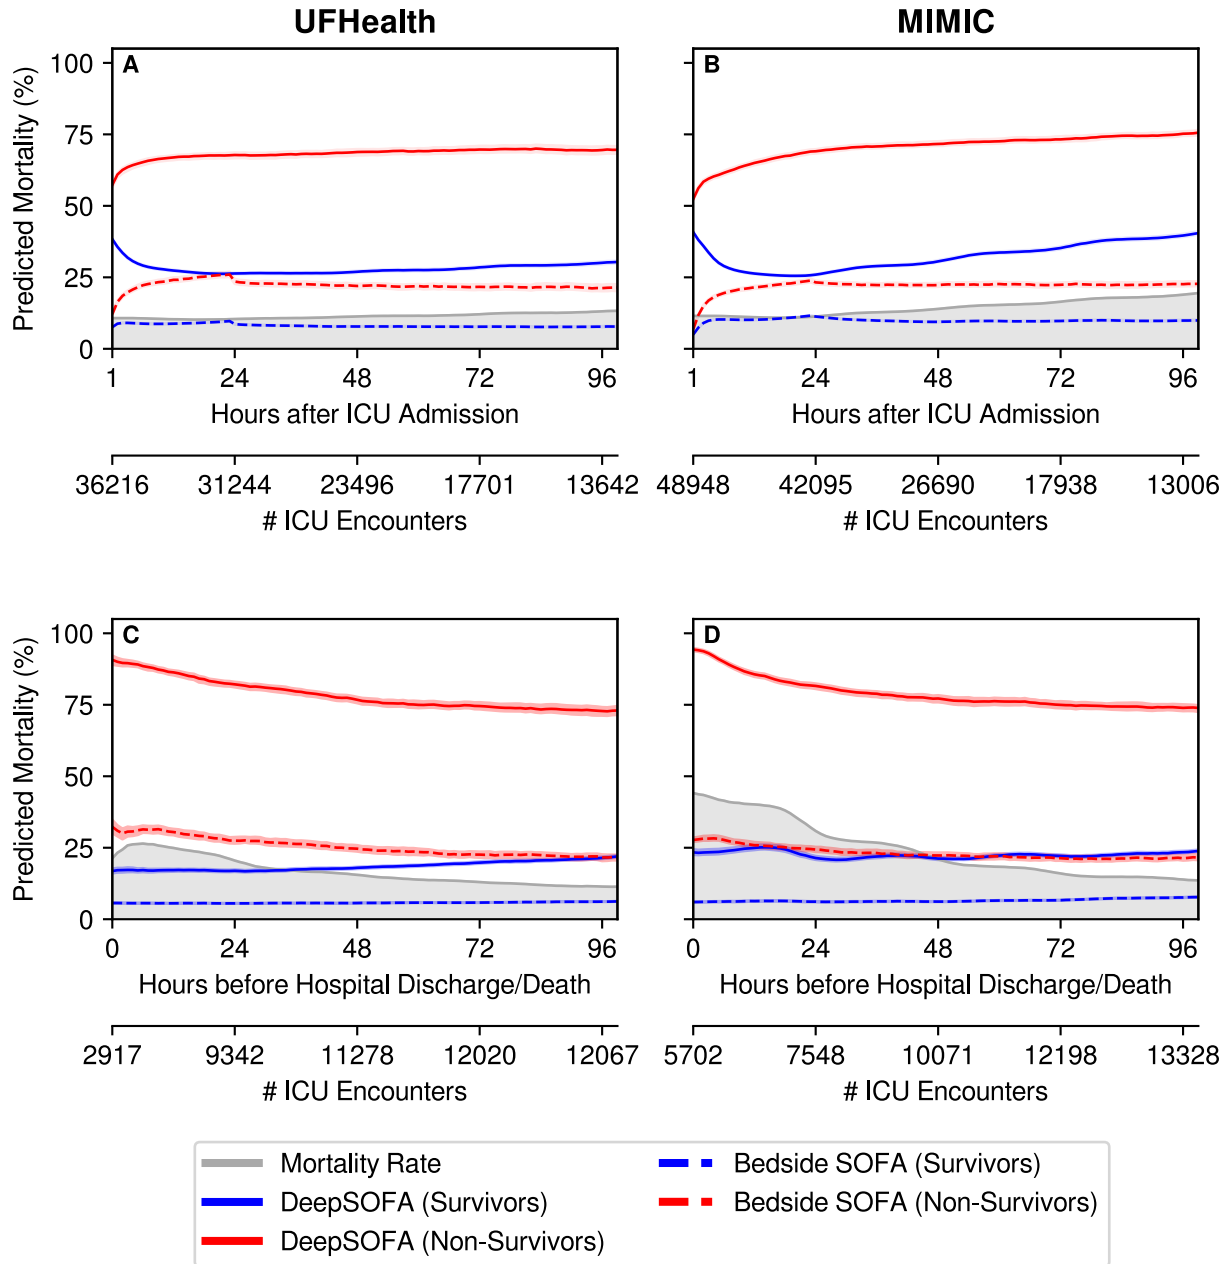 UFHealth MIMIC
A B
Predicted Mortality (%)
100
75
50
25
0
1 24 48 72 96 1 24 48 72 96
Hours after ICU Admission Hours after ICU Admission
36216 31244 23496 17701 13642 48948 42095 26690 17938 13006
# ICU Encounters # ICU Encounters
C D
Predicted Mortality (%)
100
75
50
25
0
0 24 48 72 96 0 24 48 72 96
Hours before Hospital Discharge/Death Hours before Hospital Discharge/Death
2917 9342 11278 12020 12067 5702 7548 10071 12198 13328
# ICU Encounters # ICU Encounters
Mortality Rate Bedside SOFA (Survivors)
DeepSOFA (Survivors) Bedside SOFA (Non-Survivors)
DeepSOFA (Non-Survivors)